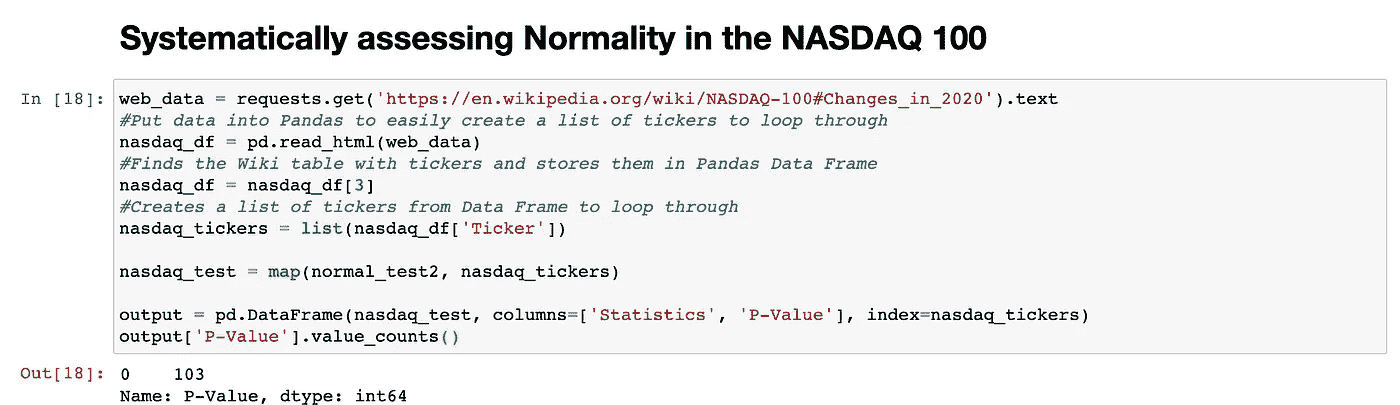 Systematically assessing Normality in the NASDAQ 100
In [18]: web_data = requests.get('https://en.wikipedia.org/wiki/NASDAQ-100#Changes_in_2020').text
#Put data into Pandas to easily create a list of tickers to loop through
nasdaq_df = pd.read_html(web_data)
#Finds the Wiki table with tickers and stores them in Pandas Data Frame
nasdaq_df = nasdaq_df[3]
#Creates a list of tickers from Data Frame to loop through
nasdaq_tickers = list(nasdaq_df['Ticker'])
nasdaq_test = map(normal_test2, nasdaq_tickers)
output = pd.DataFrame(nasdaq_test, columns=['Statistics', 'P-Value'], index=nasdaq_tickers)
output['P-Value'].value_counts()
Out[18]: 0    103
Name: P-Value, dtype: int64